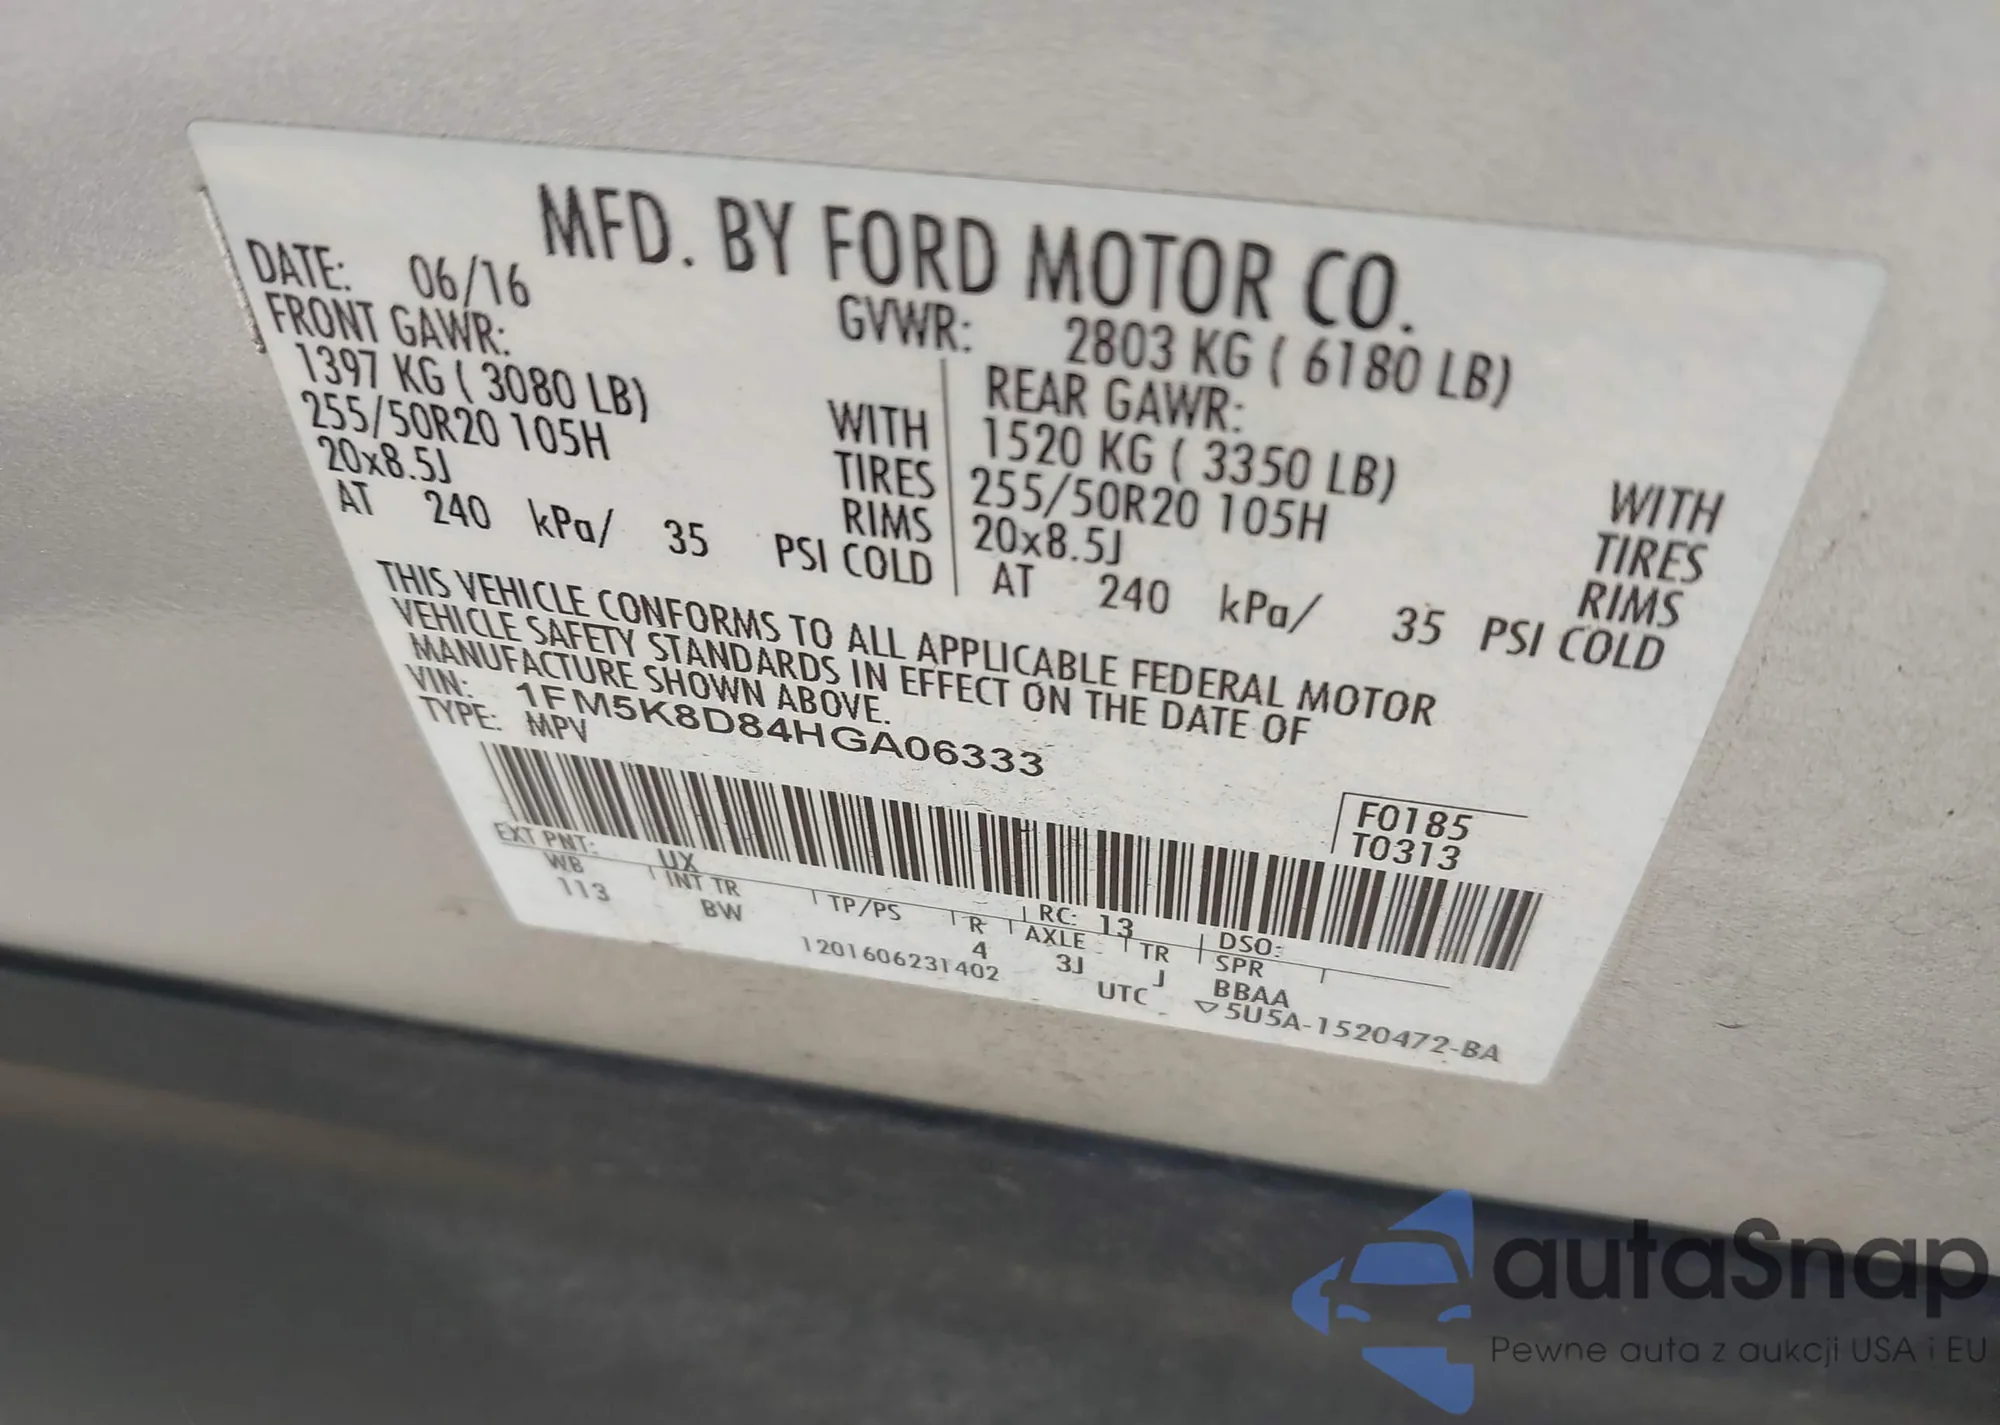 MFD. BY FORD MOTOR CO.
DATE: 06/16 GVWR: 2803 KG ( 6180 LB)
FRONT GAWR: REAR GAWR:
1397 KG ( 3080 LB) WITH 1520 KG ( 3350 LB) WITH
255/50R20 105H TIRES 255/50R20 105H TIRES
20x8.5J RIMS 20x8.5J RIMS
AT 240 kPa/ 35 PSI COLD AT 240 kPa/ 35 PSI COLD
THIS VEHICLE CONFORMS TO ALL APPLICABLE FEDERAL MOTOR
VEHICLE SAFETY STANDARDS IN EFFECT ON THE DATE OF
MANUFACTURE SHOWN ABOVE.
VIN: 1FM5K8D84HGA06333
TYPE: MPV
F0185
T0313
EXT PNT: UX RC: 13 DSO:
WB INT TR TP/PS R AXLE TR SPR
113 BW 4 3J J BBAA
1201606231402 UTC ▽5U5A-1520472-BA
autaSnap
Pewne auta z aukcji USA i EU